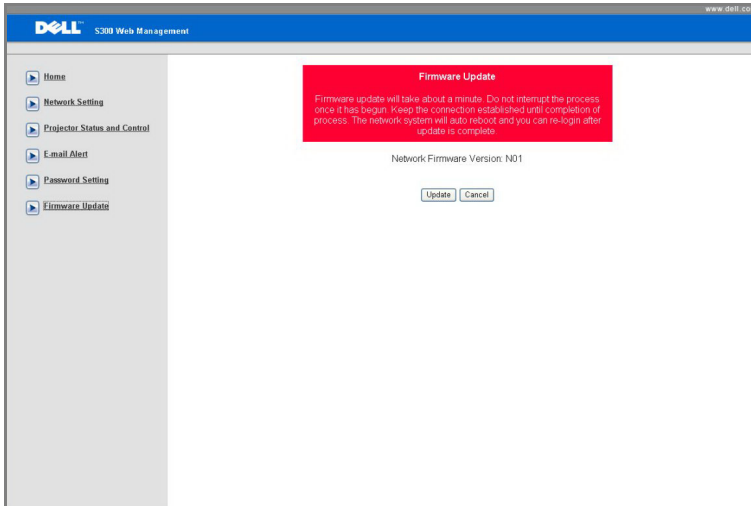 www.dell.co
DELL™ S300 Web Management
Home
Network Setting
Projector Status and Control
E-mail Alert
Password Setting
Firmware Update
Firmware Update
Firmware update will take about a minute. Do not interrupt the process
once it has begun. Keep the connection established until completion of
process. The network system will auto reboot and you can re-login after
update is complete.
Network Firmware Version: N01
Update Cancel